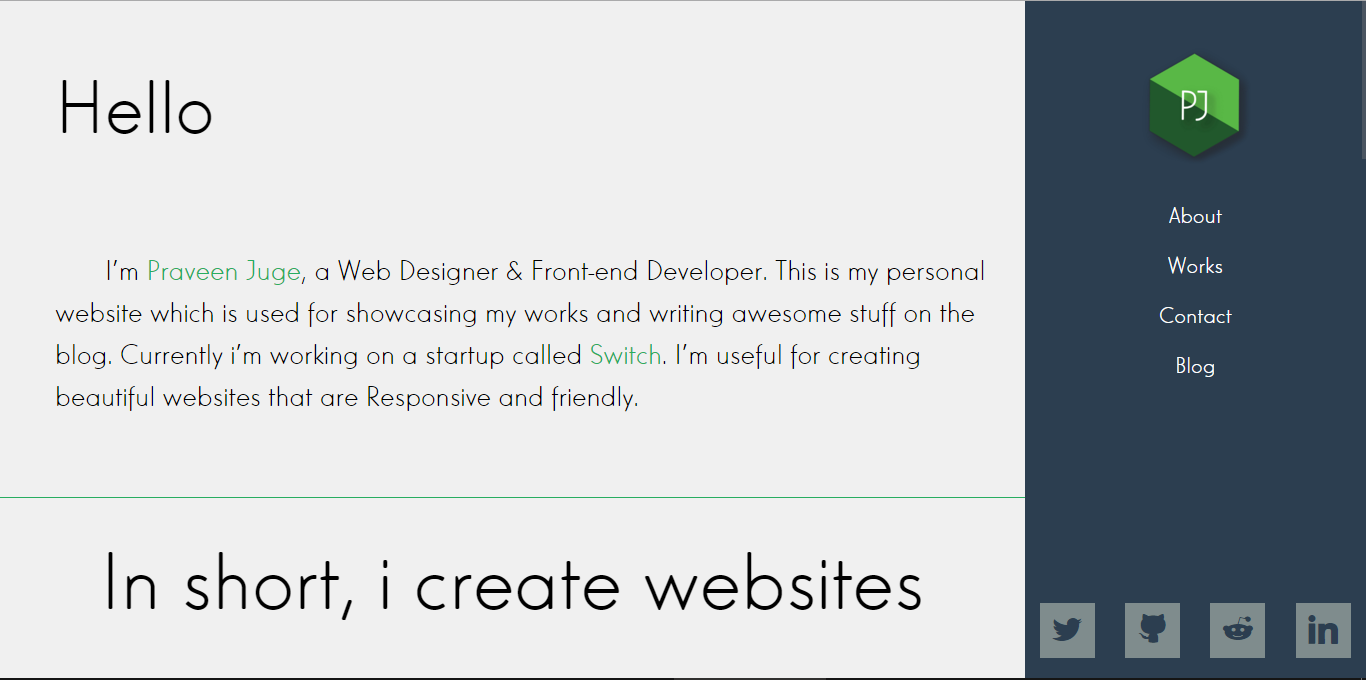 Hello
I'm Praveen Juge, a Web Designer & Front-end Developer. This is my personal
website which is used for showcasing my works and writing awesome stuff on the
blog. Currently i'm working on a startup called Switch. I'm useful for creating
beautiful websites that are Responsive and friendly.
In short, i create websites
PJ
About
Works
Contact
Blog
in